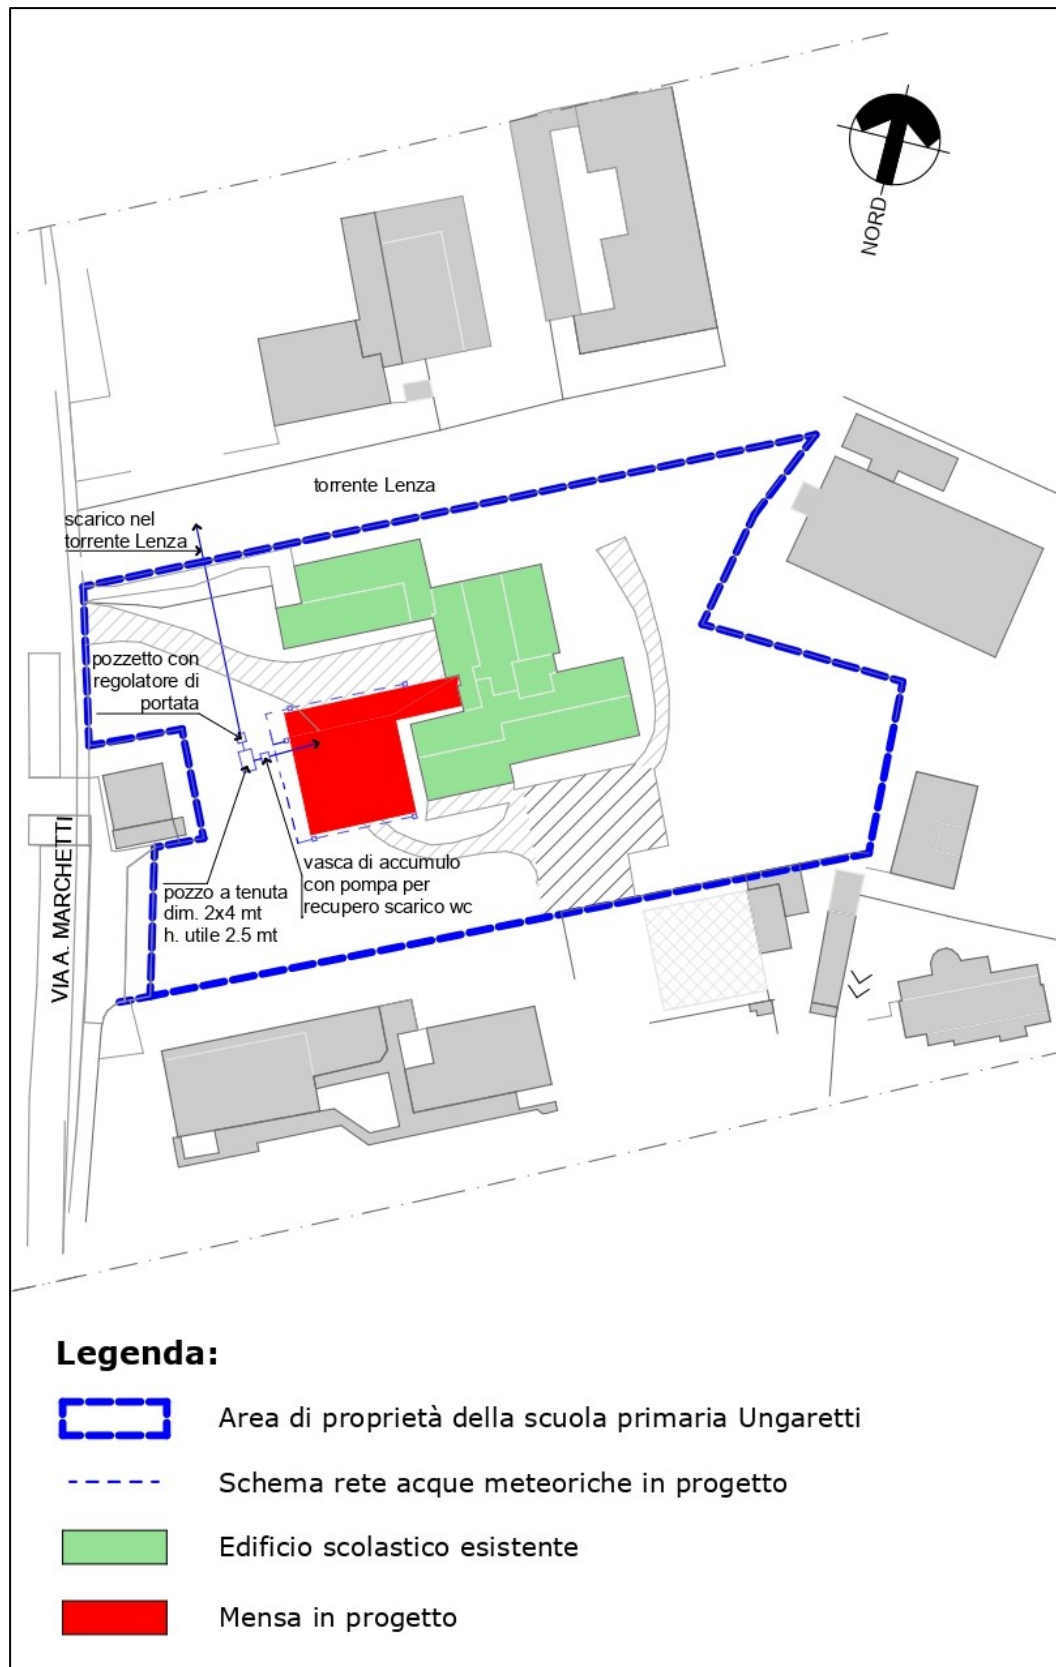 NORD
torrente Lenza
scarico nel
torrente Lenza
pozzetto con
regolatore di
portata
vasca di accumulo
con pompa per
recupero scarico wc
pozzo a tenuta
dim. 2x4 mt
h. utile 2.5 mt
VIA A. MARCHETTI
Legenda:
Area di proprietà della scuola primaria Ungaretti
Schema rete acque meteoriche in progetto
Edificio scolastico esistente
Mensa in progetto